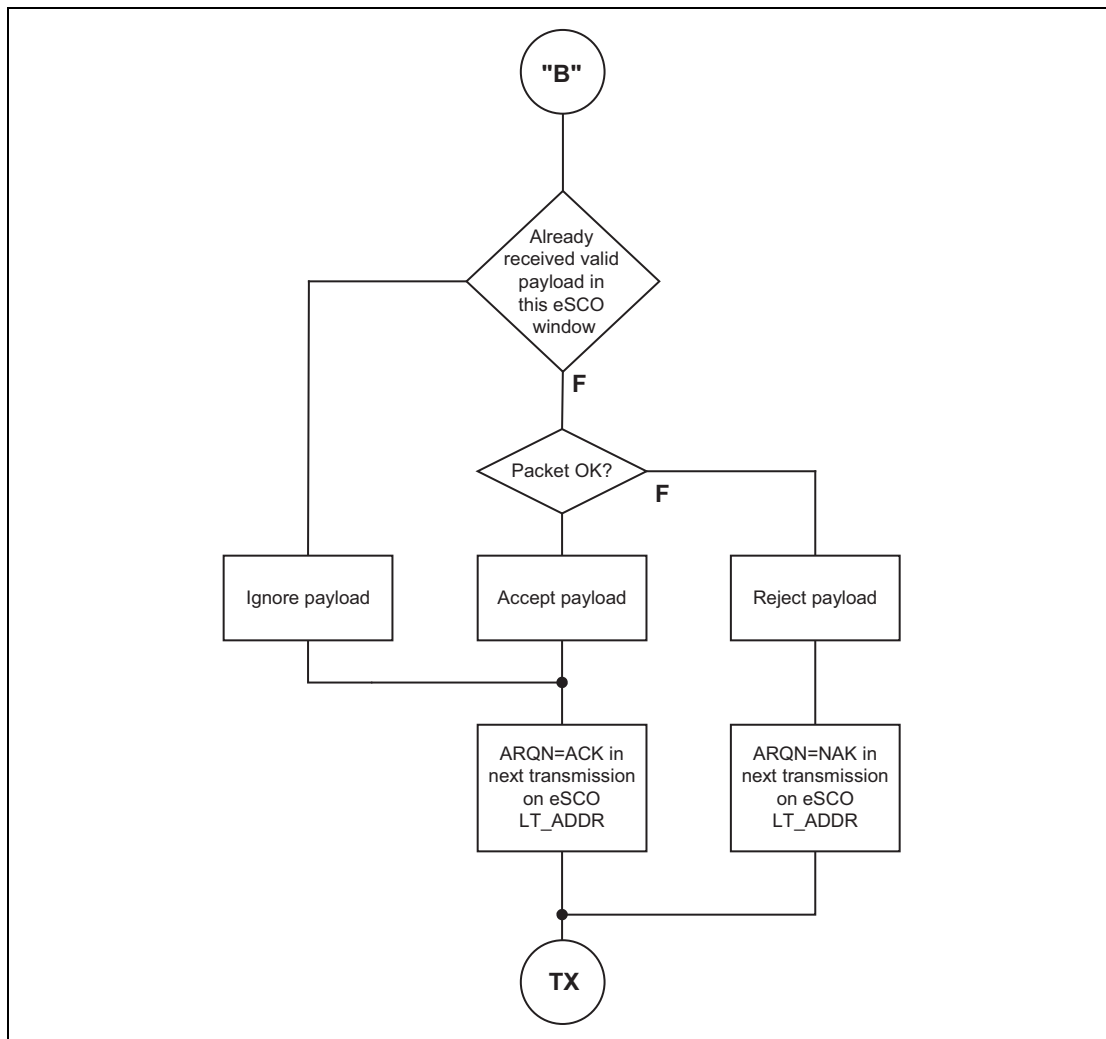 "B"
Already
received valid
payload in
this eSCO
window
F
Packet OK?
F
Ignore payload
Accept payload
Reject payload
ARQN=ACK in
next transmission
on eSCO
LT_ADDR
ARQN=NAK in
next transmission
on eSCO
LT_ADDR
TX